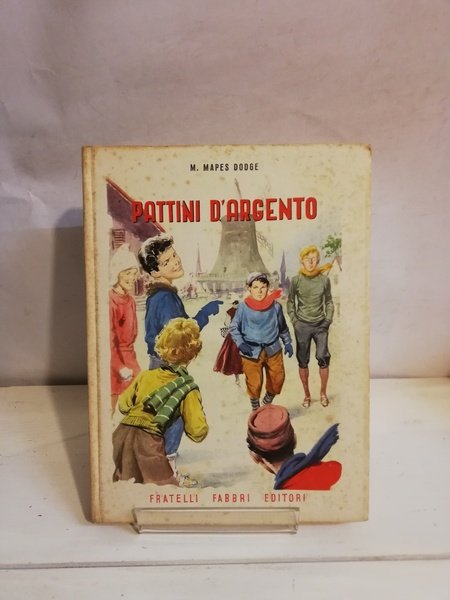 M. MAPES DODGE
PATTINI D'ARGENTO
FRATELLI FABBRI EDITORI